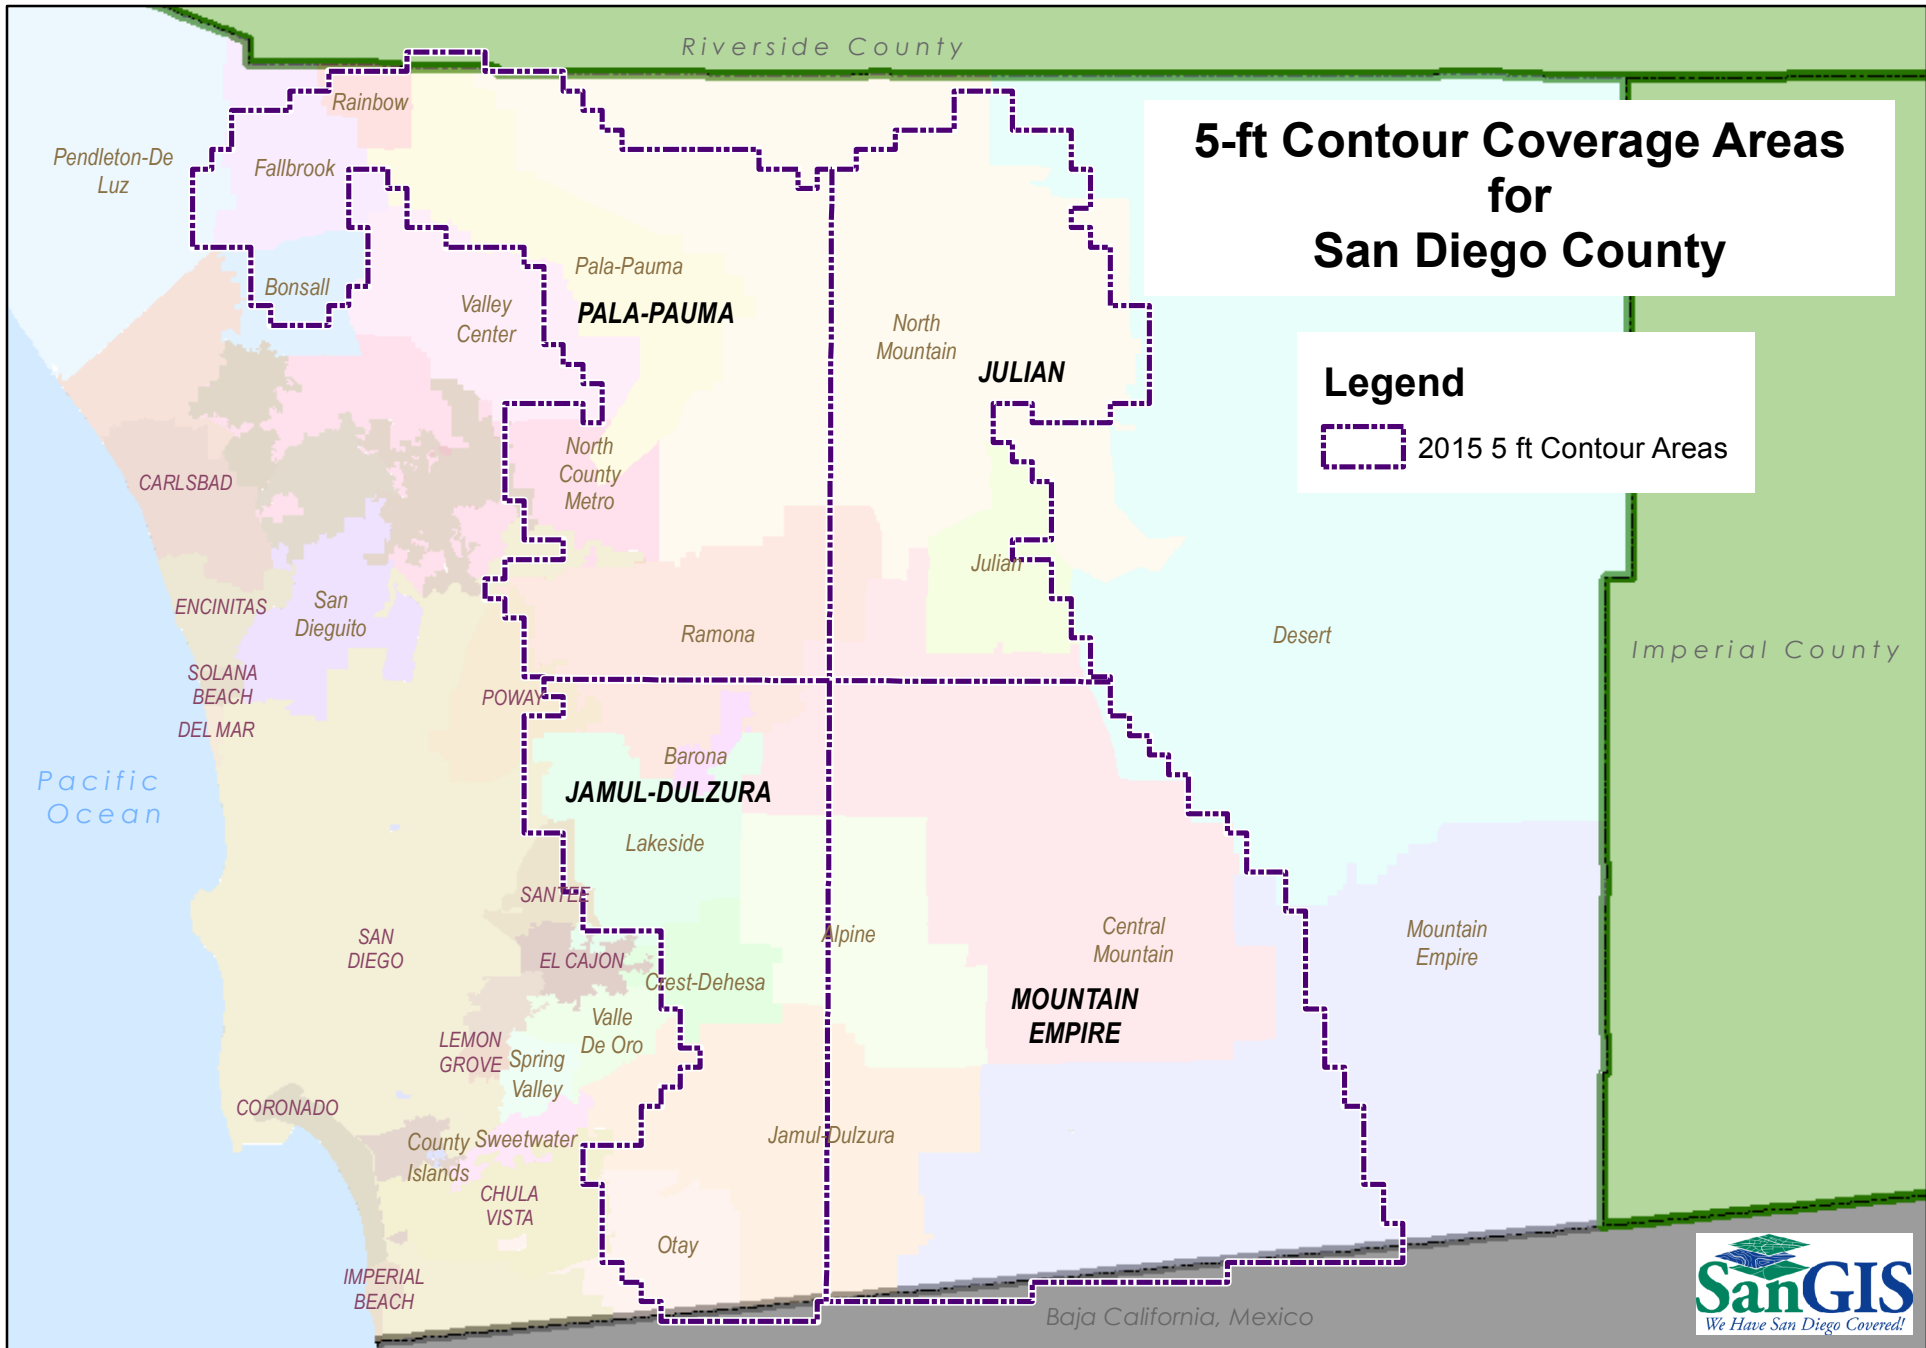 Riverside County
5-ft Contour Coverage Areas
for
San Diego County
Rainbow
Pendleton-De
Luz
Fallbrook
Pala-Pauma
Bonsall
Valley
Center
PALA-PAUMA
North
Mountain
JULIAN
Legend
2015 5 ft Contour Areas
North
County
Metro
CARLSBAD
Julian
ENCINITAS
San
Dieguito
Ramona
Desert
Imperial County
SOLANA
BEACH
POWAY
DEL MAR
Barona
Pacific
Ocean
JAMUL-DULZURA
Lakeside
SANTEE
SAN
DIEGO
EL CAJON
Alpine
Central
Mountain
Mountain
Empire
Crest-Dehesa
MOUNTAIN
EMPIRE
Valle
De Oro
LEMON
GROVE
Spring
Valley
CORONADO
County
Islands
Sweetwater
Jamul-Dulzura
CHULA
VISTA
Otay
IMPERIAL
BEACH
Baja California, Mexico
SanGIS
We Have San Diego Covered!